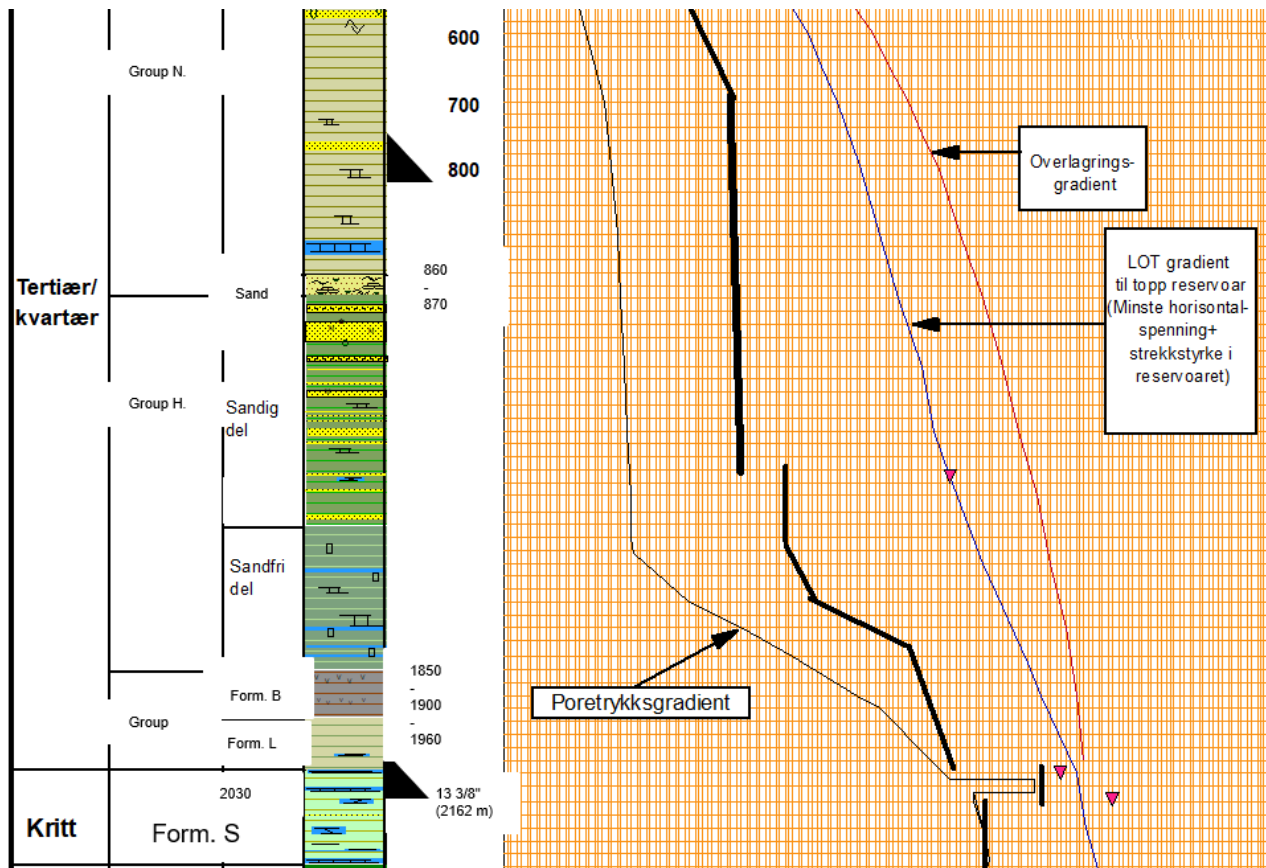 Group N.
600
700
800
Overlagrings-
gradient
LOT gradient
til topp reservoar
(Minste horisontal-
spenning+
strekkstyrke i
reservoaret)
Tertiær/
kvartær
Sand
860
-
870
Group H.
Sandig
del
Sandfri
del
Poretrykksgradient
Form. B
1850
-
1900
-
1960
Group
Form. L
2030
13 3/8"
(2162 m)
Kritt
Form. S